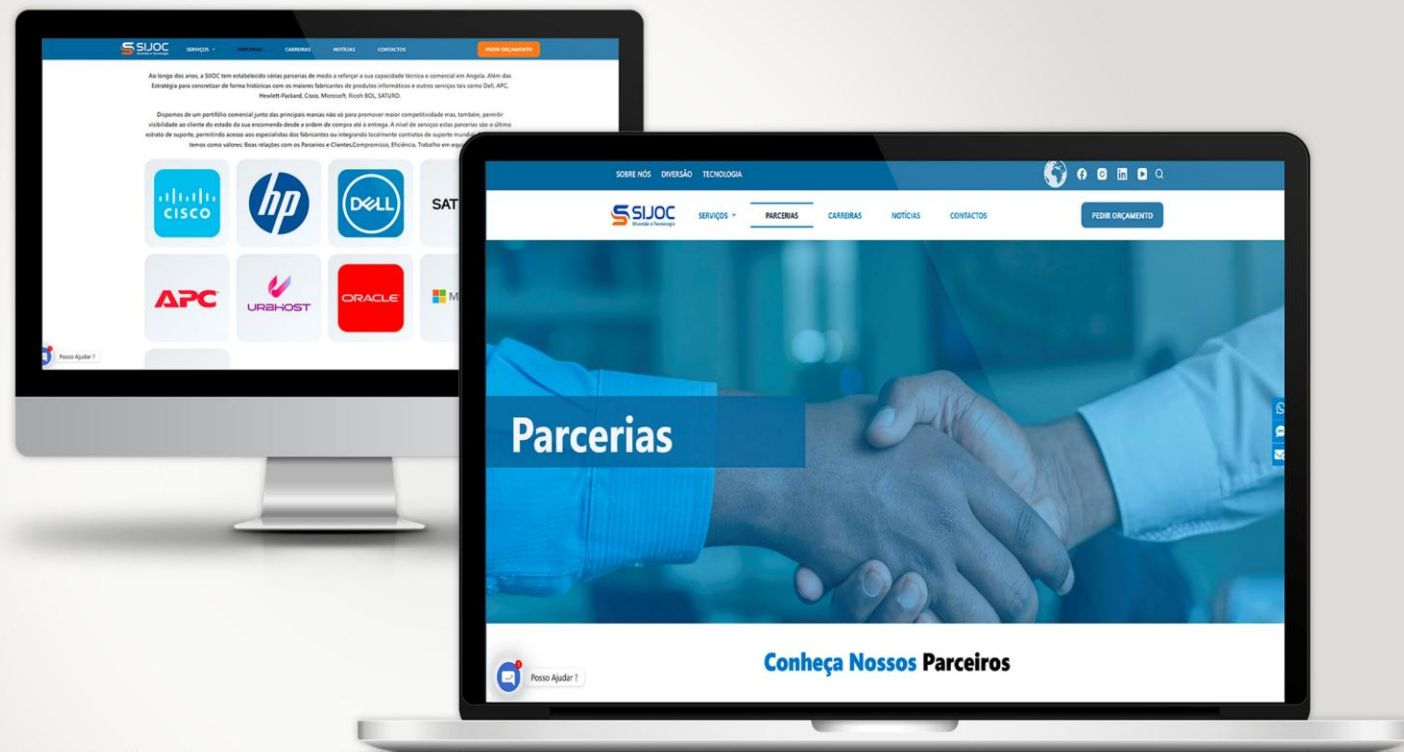 SIJOC
Diversão e Tecnologia
SERVIÇOS
PARCERIAS
CARREIRAS
NOTÍCIAS
CONTACTOS
PEDIR ORÇAMENTO
Ao longo dos anos, a SIJOC tem estabelecido várias parcerias de modo a reforçar a sua capacidade técnica e comercial em Angola. Além das
Estratégia para concretizar de forma históricas com os maiores fabricantes de produtos informáticos e outros serviços tais como Dell, APC,
Hewlett-Packard, Cisco, Microsoft, Ricoh BOL, SATURO.
Dispomos de um portifólio comercial junto das principais marcas não só para promover maior competividade mas, também, permitir
visibilidade ao cliente do estado da sua encomenda desde a ordem de compra até à entrega. A nível de serviços estas parcerias são o último
estrato de suporte, permitindo acesso aos especialistas dos fabricantes ou integrando localmente contratos de suporte
temos como valores: Boas relações com os Parceiros e Clientes,Compromisso, Eficiência, Trabalho em
CISCO
hp
DELL
SAT
APC
URBHOST
ORACLE
M
Posso Ajudar ?
SOBRE NÓS
DIVERSÃO
TECNOLOGIA
SIJOC
Diversão e Tecnologia
SERVIÇOS
PARCERIAS
CARREIRAS
NOTÍCIAS
CONTACTOS
PEDIR ORÇAMENTO
Parcerias
Conheça Nossos Parceiros
Posso Ajudar ?